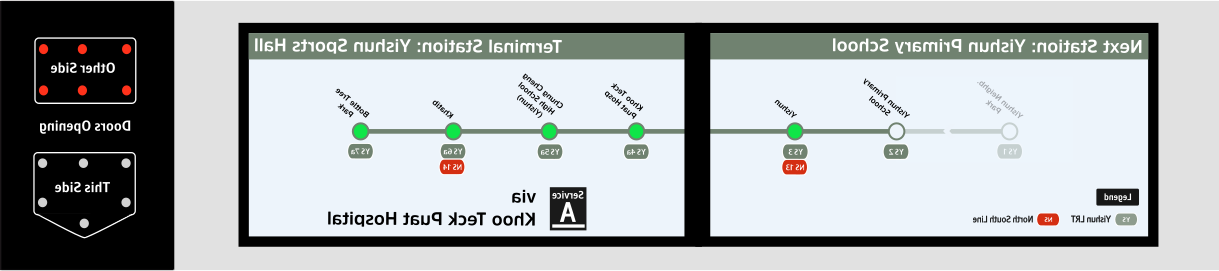 Next Station: Yishun Primary School
Terminal Station: Yishun Sports Hall
Yishun
Park
YS 1
Yishun Primary
School
YS 2
Yishun
YS 3
NS 13
Khoo Teck
Puat Hosp
YS 4a
Chung Cheng
High School
(Yishun)
YS 5a
Khatib
YS 6a
NS 14
Bottle Tree
Park
YS 7a
Legend
YS Yishun LRT NS North South Line
Service
A
via
Khoo Teck Puat Hospital
Other Side
Doors Opening
This Side